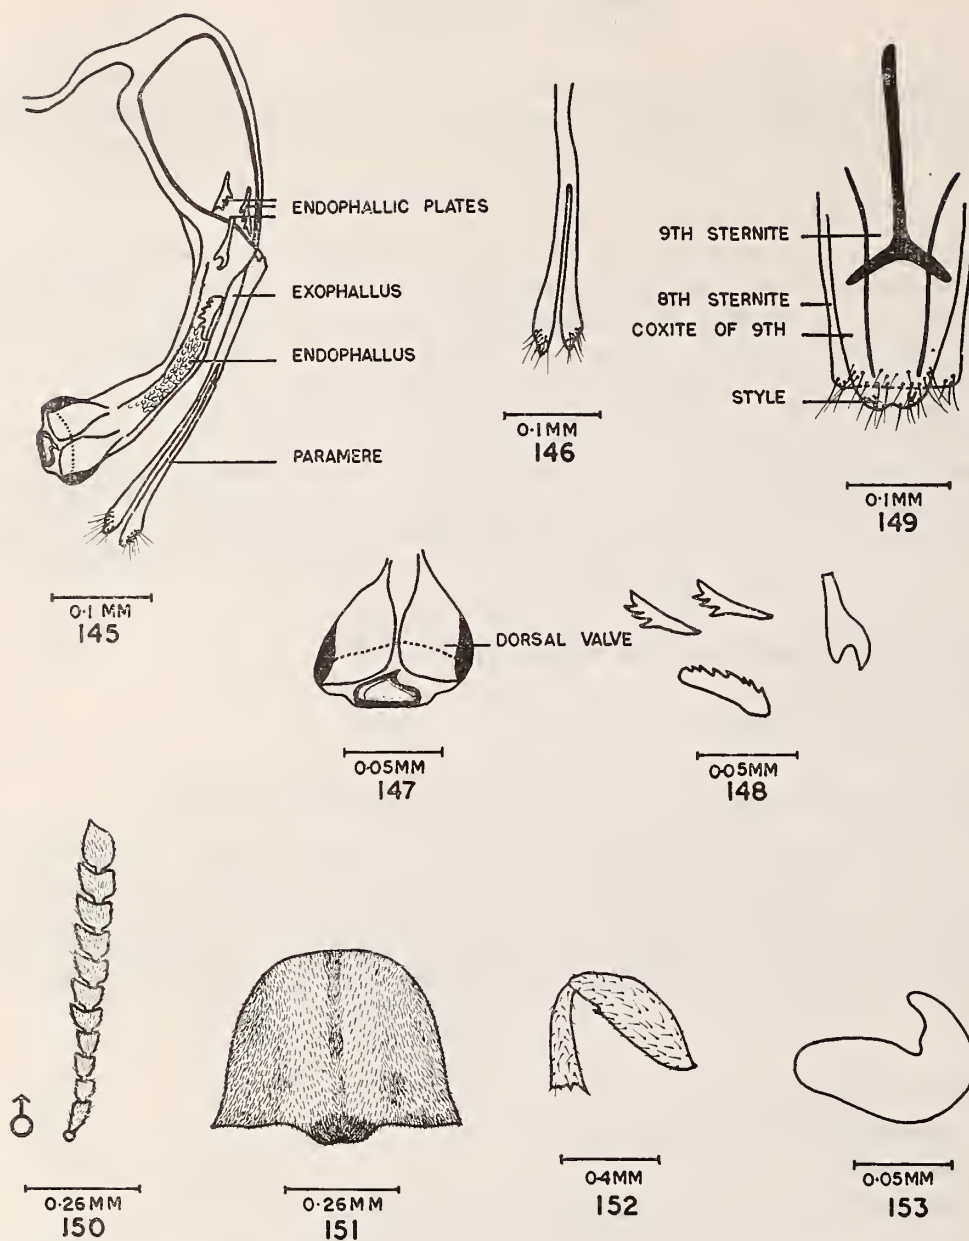 ENDOPHALLIC PLATES
EXOPHALLUS
ENDOPHALLUS
PARAMERE
0·1 MM
145
0·1MM
146
9TH STERNITE
8TH STERNITE
COXITE OF 9TH
STYLE
0·1MM
149
DORSAL VALVE
0·05MM
147
0·05MM
148
♂
0·26MM
150
0·26MM
151
0·4MM
152
0·05MM
153